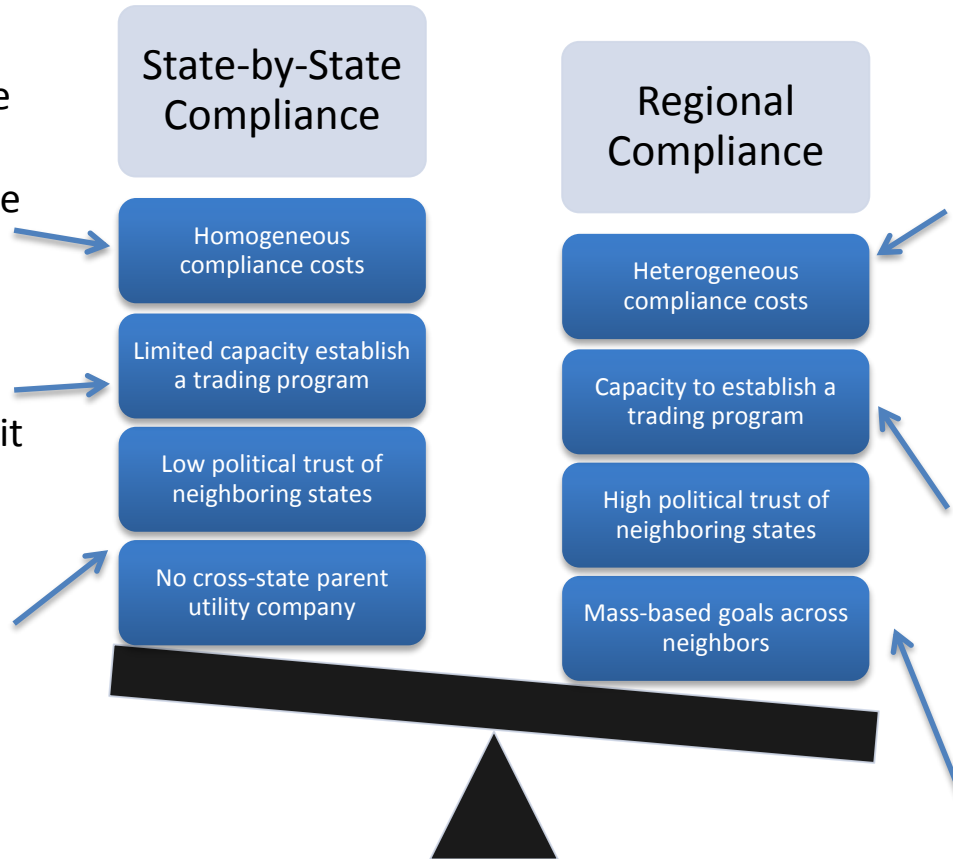 State-by-State
Compliance
Homogeneous
compliance costs
Limited capacity establish
a trading program
Low political trust of
neighboring states
No cross-state parent
utility company
Regional
Compliance
Heterogeneous
compliance costs
Capacity to establish a
trading program
High political trust of
neighboring states
Mass-based goals across
neighbors
e
e
it